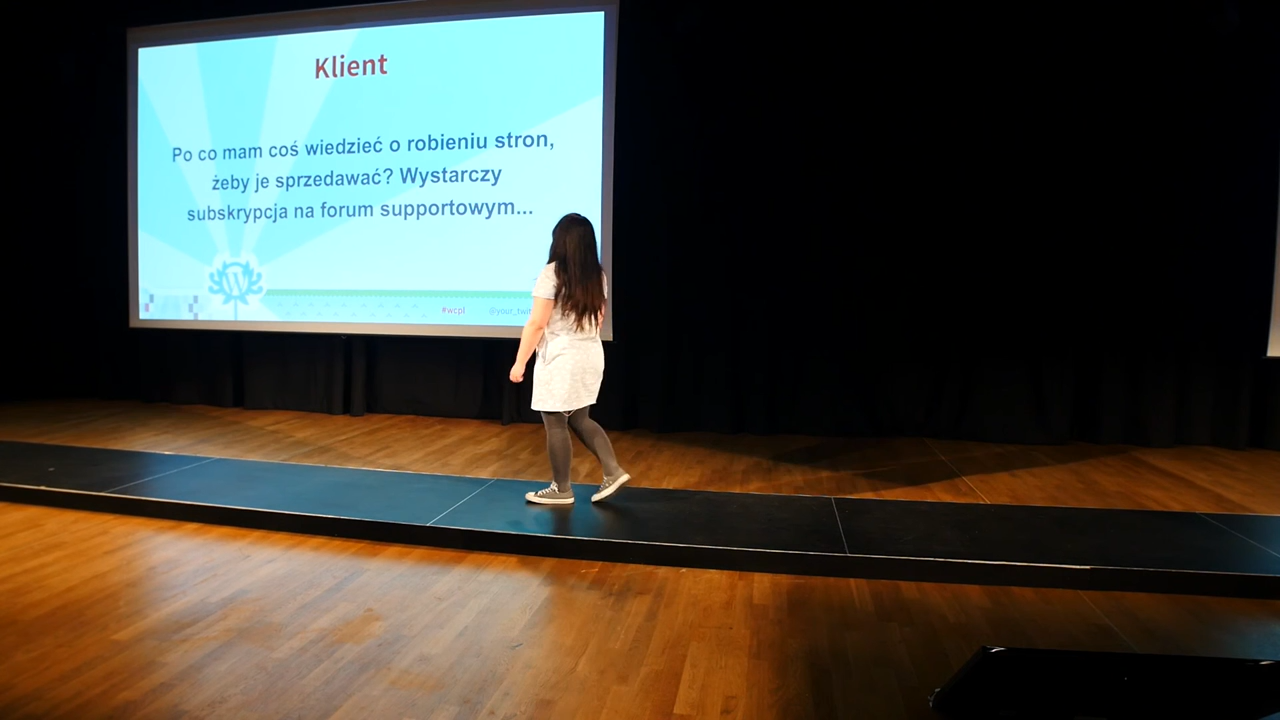 Klient
Po co mam coś wiedzieć o robieniu stron,
żeby je sprzedawać? Wystarczy
subskrypcja na forum supportowym...
#wcpl